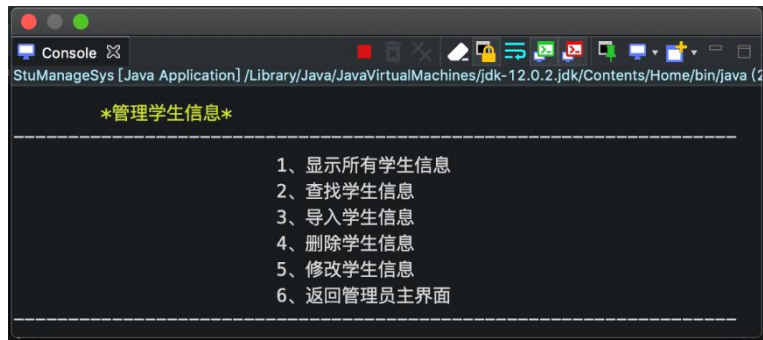 Console
StuManageSys [Java Application] /Library/Java/JavaVirtualMachines/jdk-12.0.2.jdk/Contents/Home/bin/java (2
*管理学生信息*
1、显示所有学生信息
2、查找学生信息
3、导入学生信息
4、删除学生信息
5、修改学生信息
6、返回管理员主界面